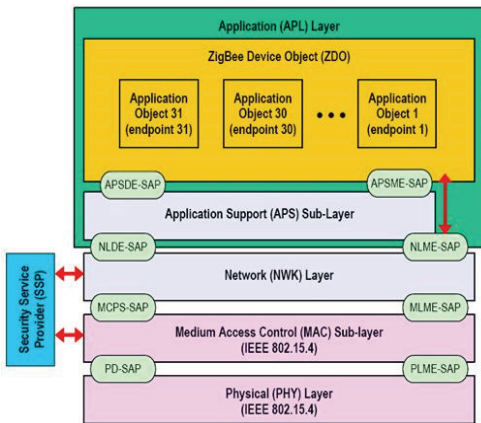 Application (APL) Layer
ZigBee Device Object (ZDO)
Application
Object 31
(endpoint 31)
Application
Object 30
(endpoint 30)
Application
Object 1
(endpoint 1)
APSDE-SAP
APSME-SAP
Application Support (APS) Sub-Layer
NLDE-SAP
NLME-SAP
Security Service
Provider (SSP)
Network (NWK) Layer
MCPS-SAP
MLME-SAP
Medium Access Control (MAC) Sub-layer
(IEEE 802.15.4)
PD-SAP
PLME-SAP
Physical (PHY) Layer
(IEEE 802.15.4)